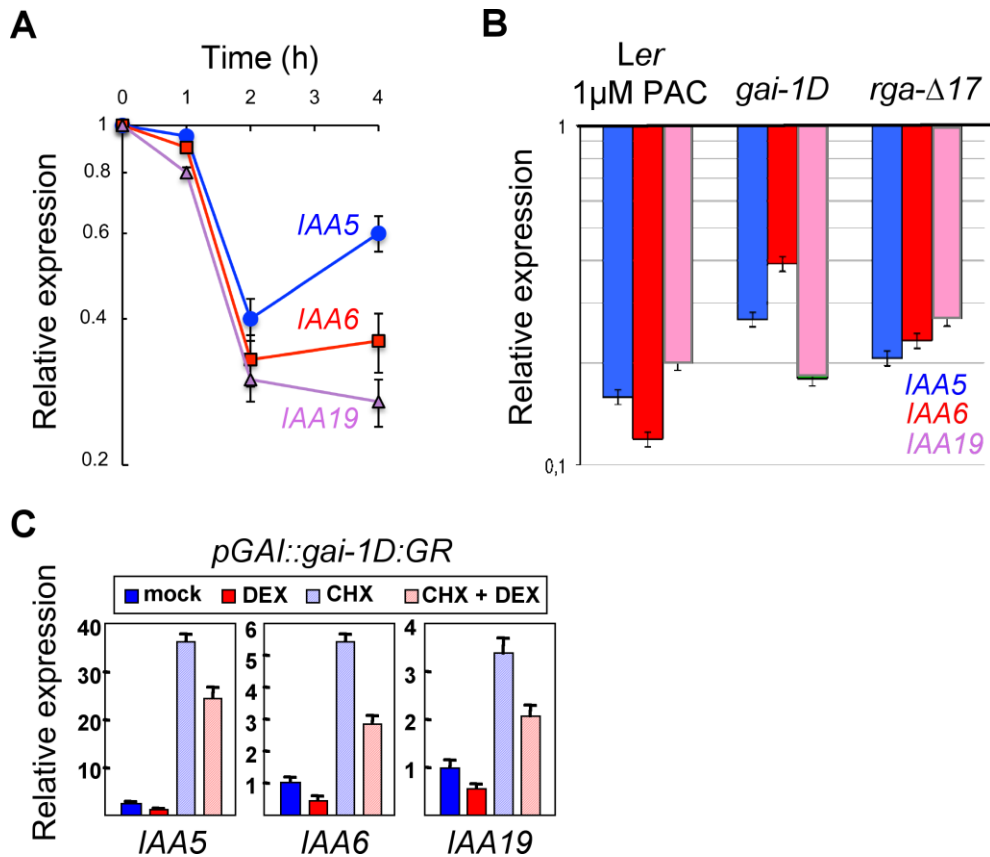 A
Time (h)
0 1 2 3 4
1
0.8
0.6
0.4
0.2
Relative expression
IAA5
IAA6
IAA19
B
Ler
1µM PAC
gai-1D
rga-Δ17
1
0,1
Relative expression
IAA5
IAA6
IAA19
C
pGAI::gai-1D:GR
mock DEX CHX CHX + DEX
Relative expression
40
30
20
10
IAA5
6
5
4
3
2
1
IAA6
4
3
2
1
IAA19